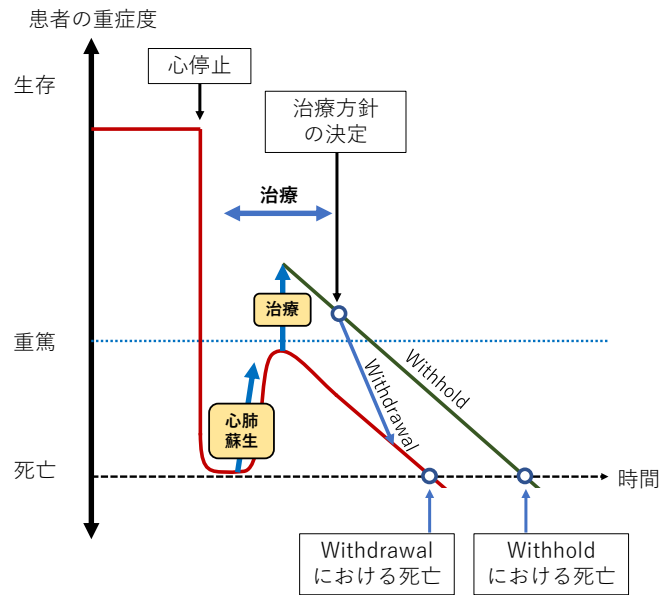 患者の重症度
生存
心停止
治療方針
の決定
治療
治療
重篤
Withdrawal
Withhold
心肺
蘇生
死亡
時間
Withdrawal
における死亡
Withhold
における死亡